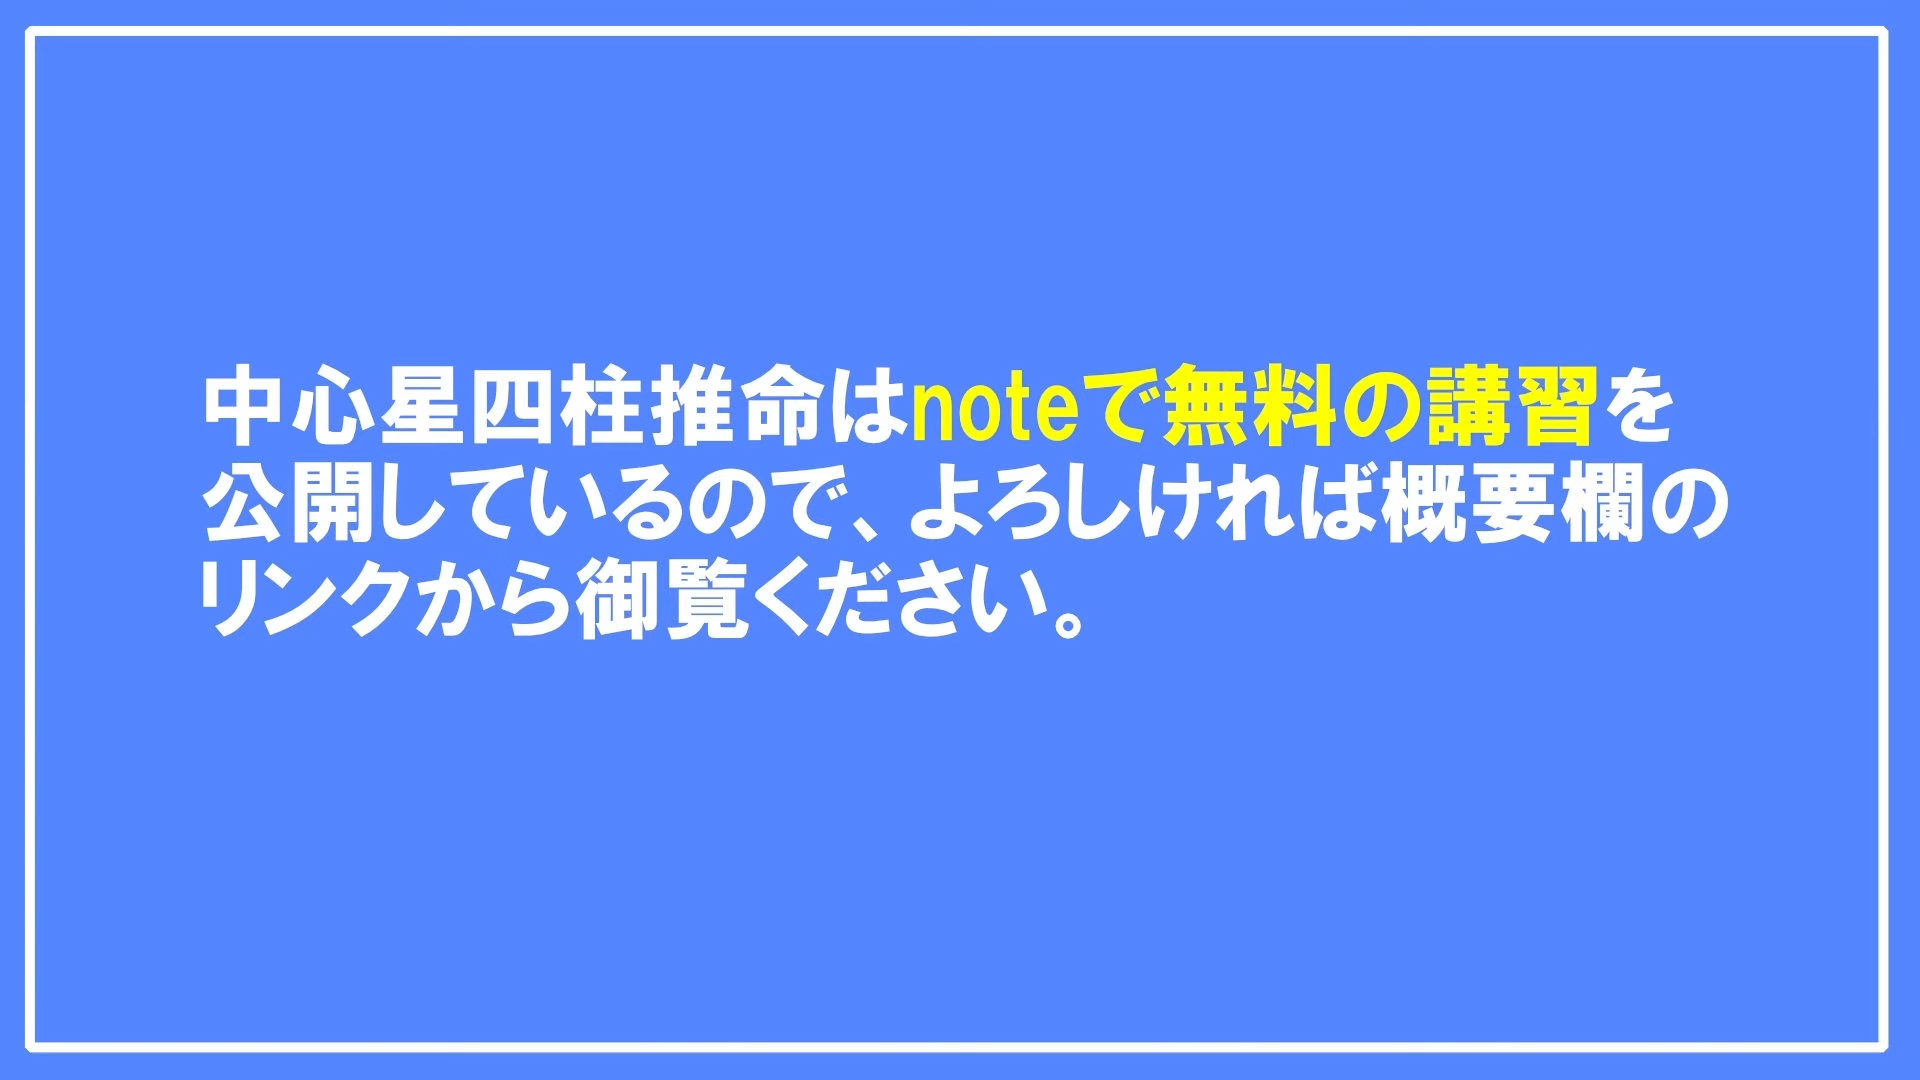 中心星四柱推命はnoteで無料の講習を
公開しているので、よろしければ概要欄の
リンクから御覧ください。